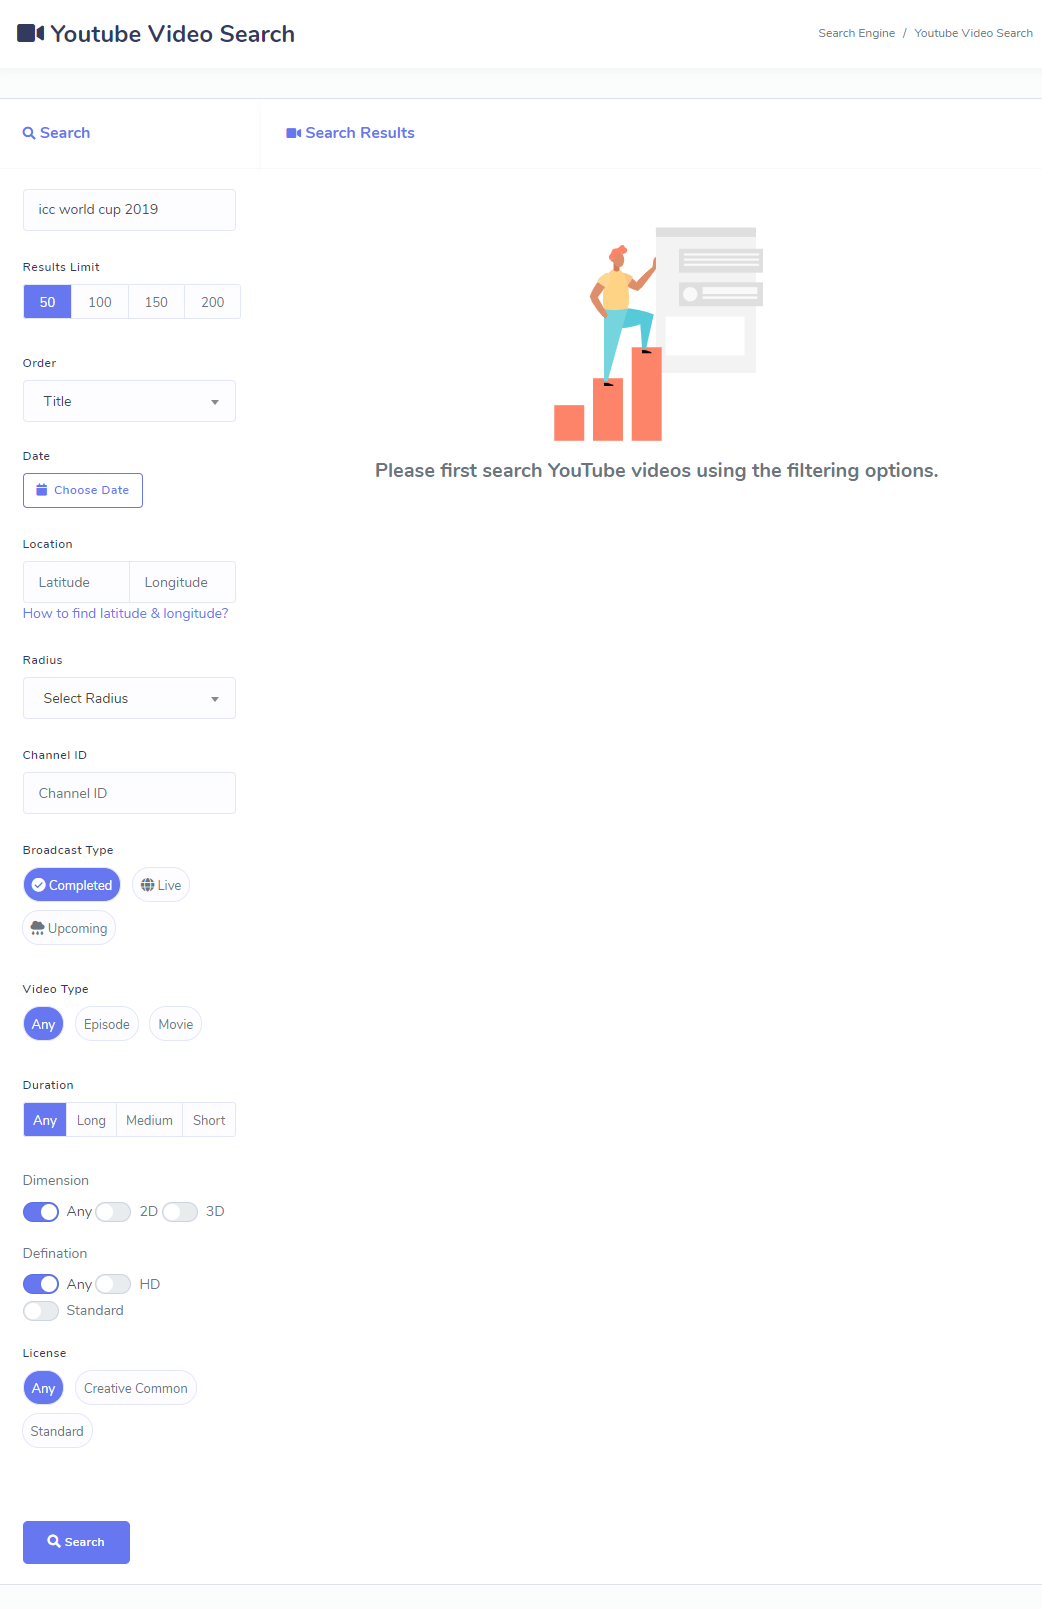 Youtube Video Search
Search Engine / Youtube Video Search
Search
Search Results
icc world cup 2019
Results Limit
50 100 150 200
Order
Title
Date
Choose Date
Location
Latitude Longitude
How to find latitude & longitude?
Radius
Select Radius
Channel ID
Channel ID
Broadcast Type
Completed Live
Upcoming
Video Type
Any Episode Movie
Duration
Any Long Medium Short
Dimension
Any 2D 3D
Defination
Any HD
Standard
License
Any Creative Common
Standard
Search
Please first search YouTube videos using the filtering options.